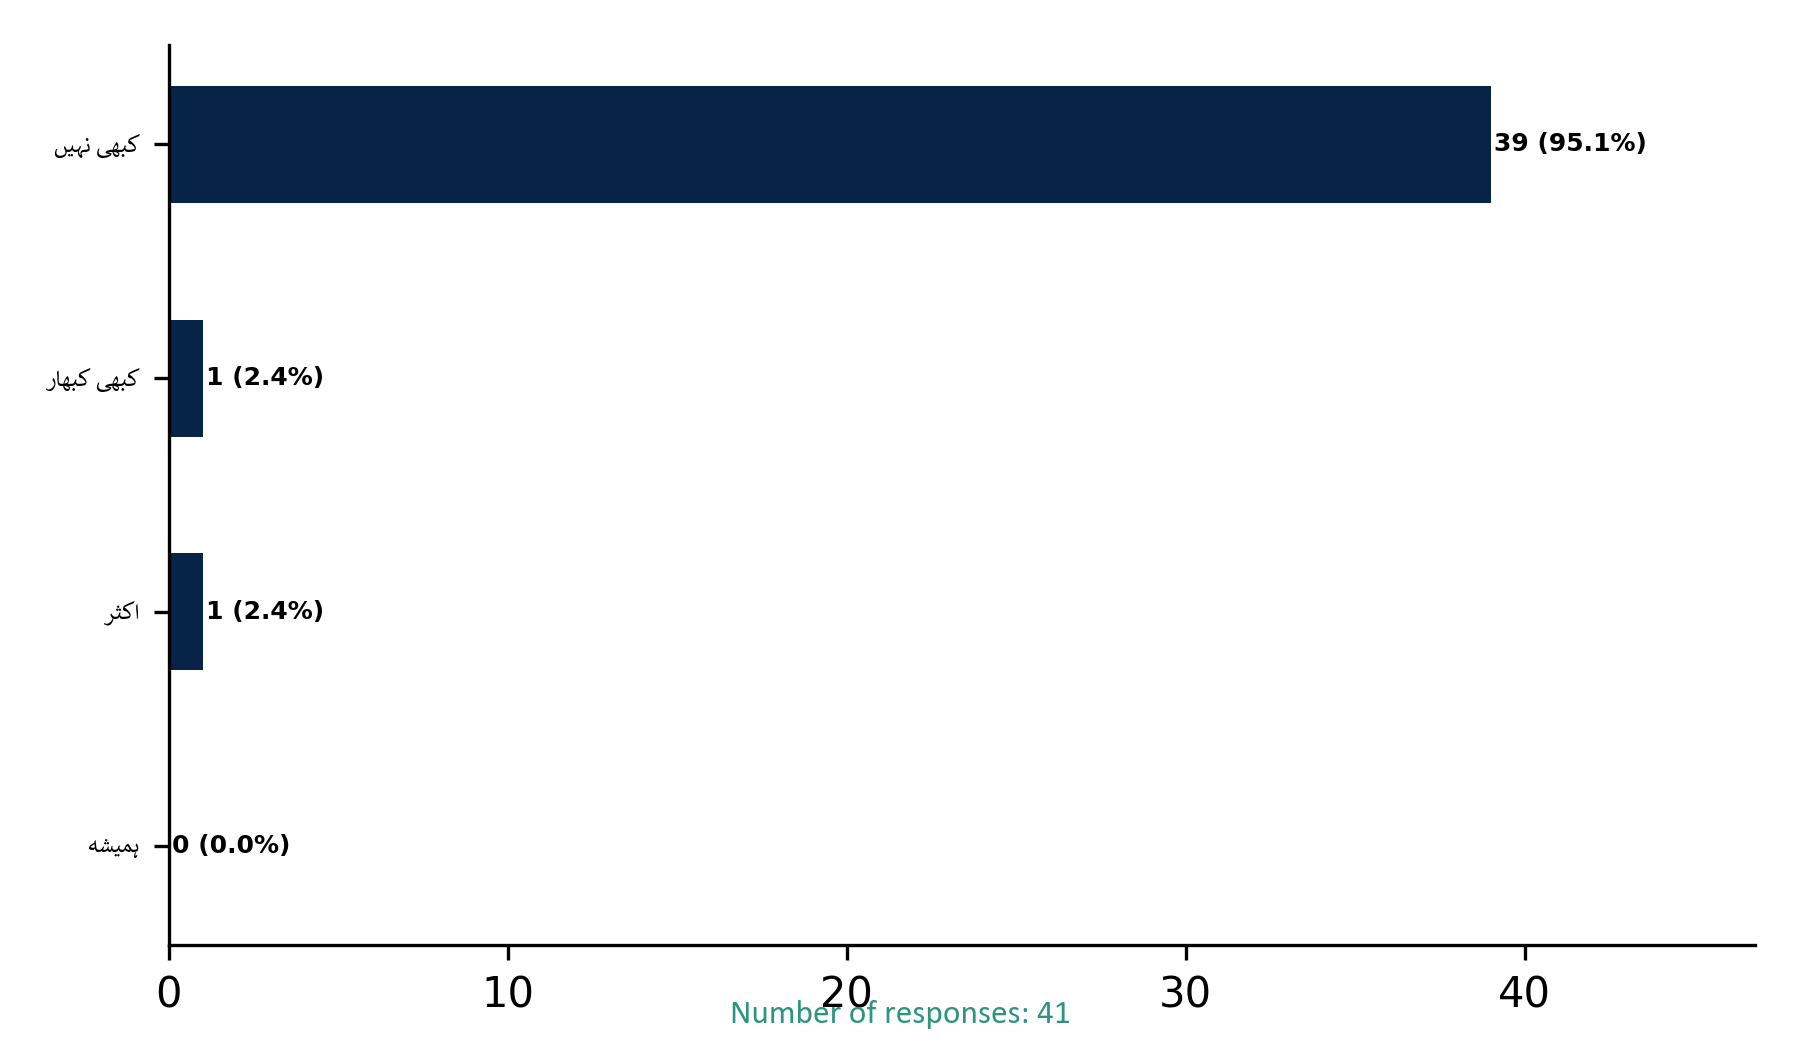 کبھی نہیں
39 (95.1%)
کبھی کبھار
1 (2.4%)
اکثر
1 (2.4%)
ہمیشہ
0 (0.0%)
0 10 20 30 40
Number of responses: 41